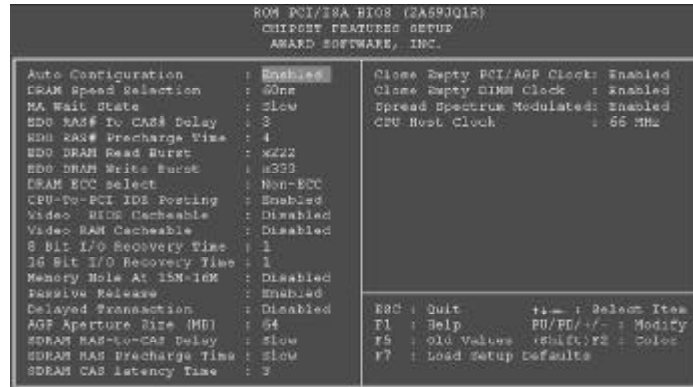 ROM PCI/ISA BIOS (2A69JQ1R)
CHIPSET FEATURES SETUP
AWARD SOFTWARE, INC.
Auto Configuration : Enabled
DRAM Speed Selection : 60ns
MA Wait State : Slow
EDO RAS# To CAS# Delay : 3
EDO RAS# Precharge Time : 4
EDO DRAM Read Burst : x222
EDO DRAM Write Burst : x333
DRAM ECC select : Non-ECC
CPU-To-PCI IDE Posting : Enabled
Video BIOS Cacheable : Disabled
Video RAM Cacheable : Disabled
8 Bit I/O Recovery Time : 1
16 Bit I/O Recovery Time : 1
Memory Hole At 15M-16M : Disabled
Passive Release : Enabled
Delayed Transaction : Disabled
AGP Aperture Size (MB) : 64
SDRAM RAS-to-CAS Delay : Slow
SDRAM RAS Precharge Time : Slow
SDRAM CAS latency Time : 3
Close Empty PCI/AGP Clock: Enabled
Close Empty DIMM Clock : Enabled
Spread Spectrum Modulated: Enabled
CPU Host Clock : 66 MHz
ESC : Quit ↑↓→← : Select Item
F1 : Help PU/PD/+/- : Modify
F5 : Old Values (Shift)F2 : Color
F7 : Load Setup Defaults